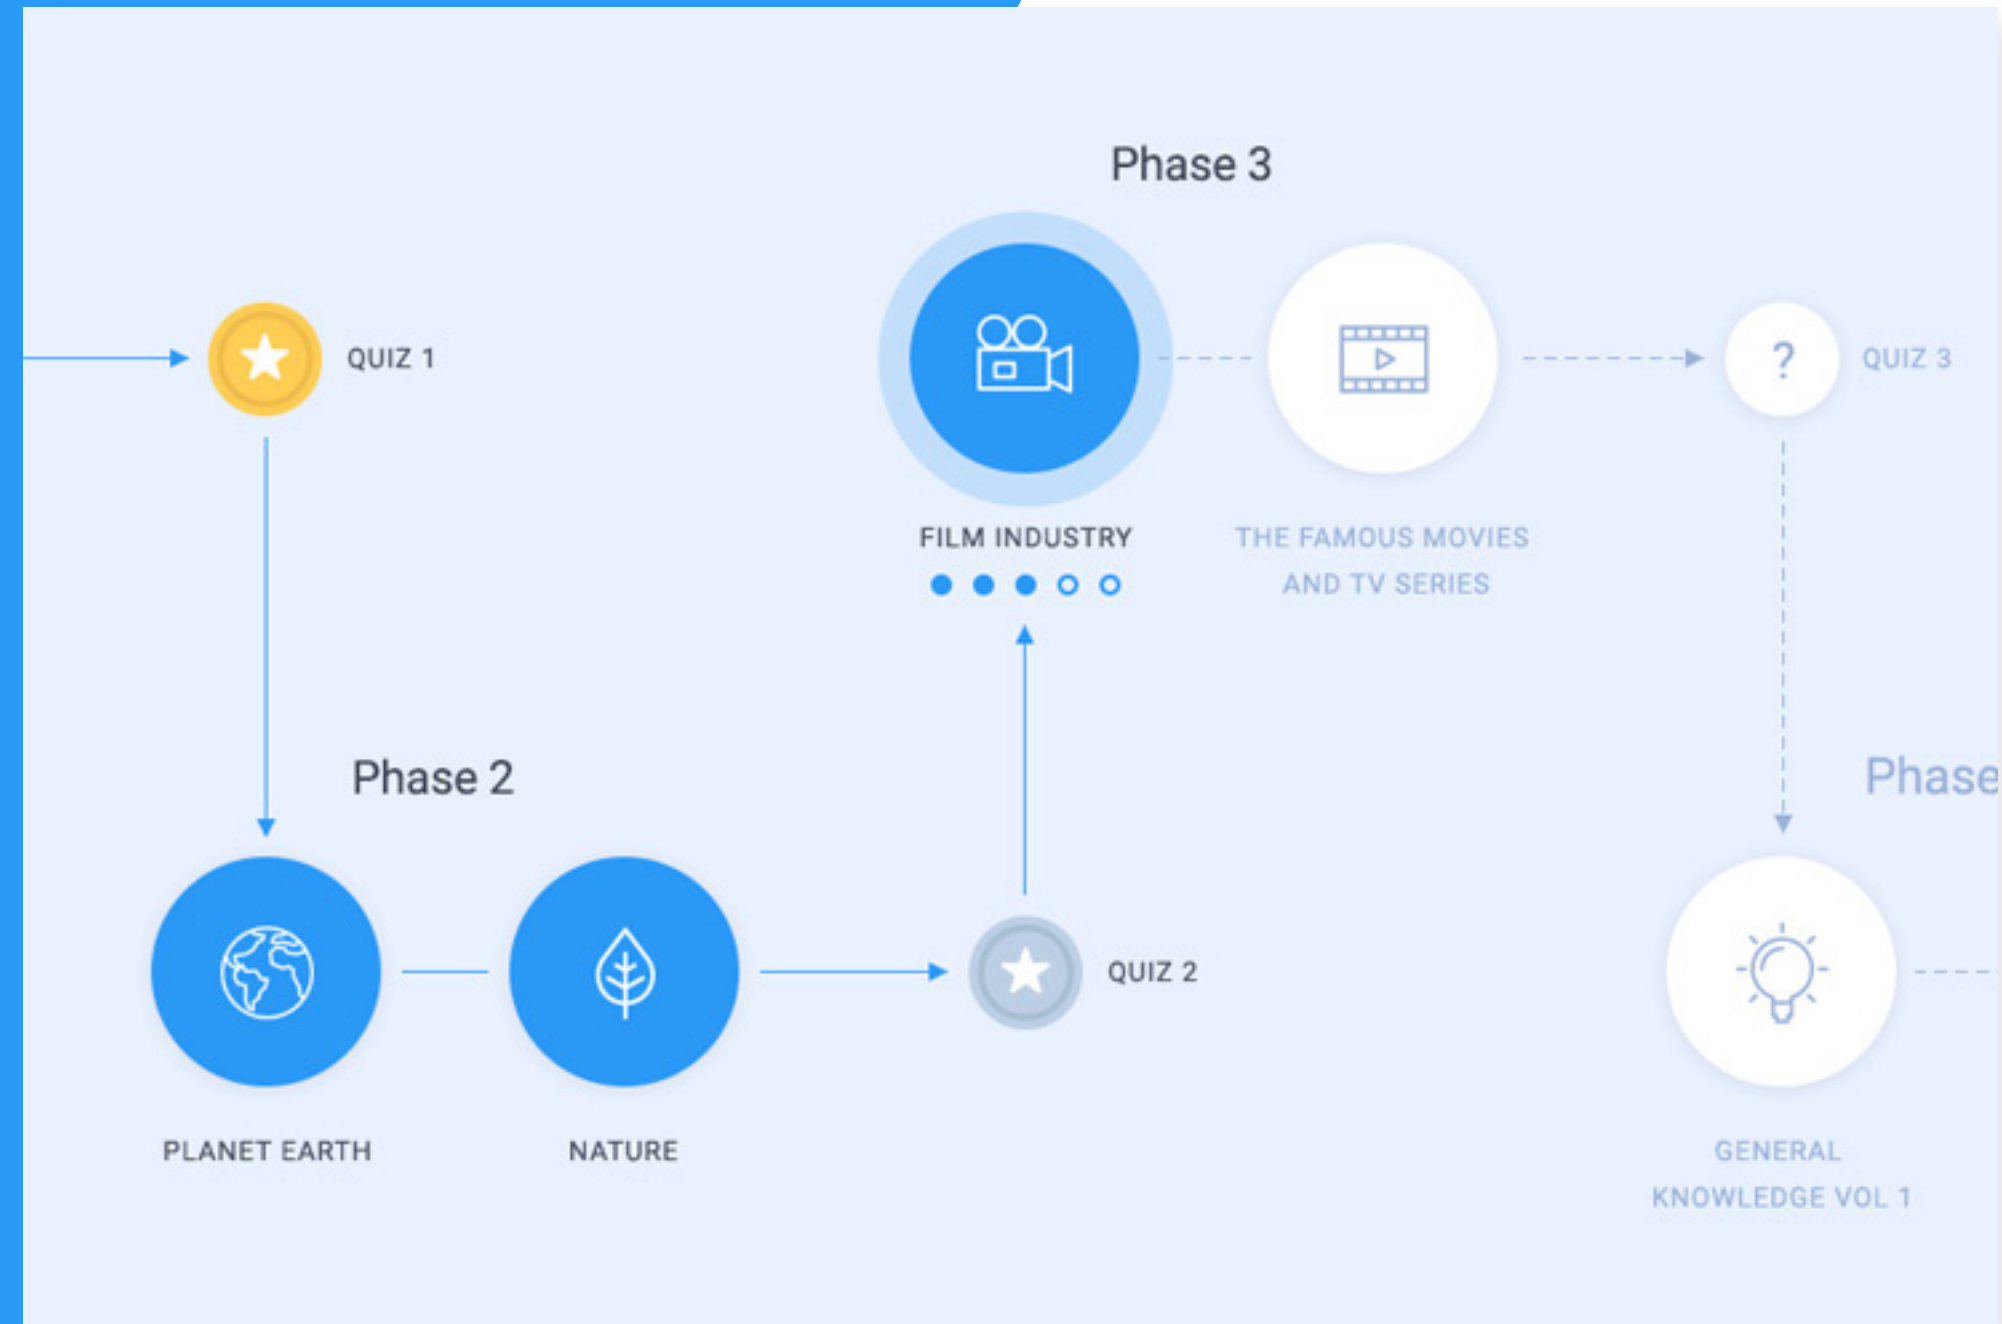 Phase 3
QUIZ 1
?
QUIZ 3
FILM INDUSTRY
THE FAMOUS MOVIES
AND TV SERIES
Phase 2
Phase
QUIZ 2
PLANET EARTH
NATURE
GENERAL
KNOWLEDGE VOL 1